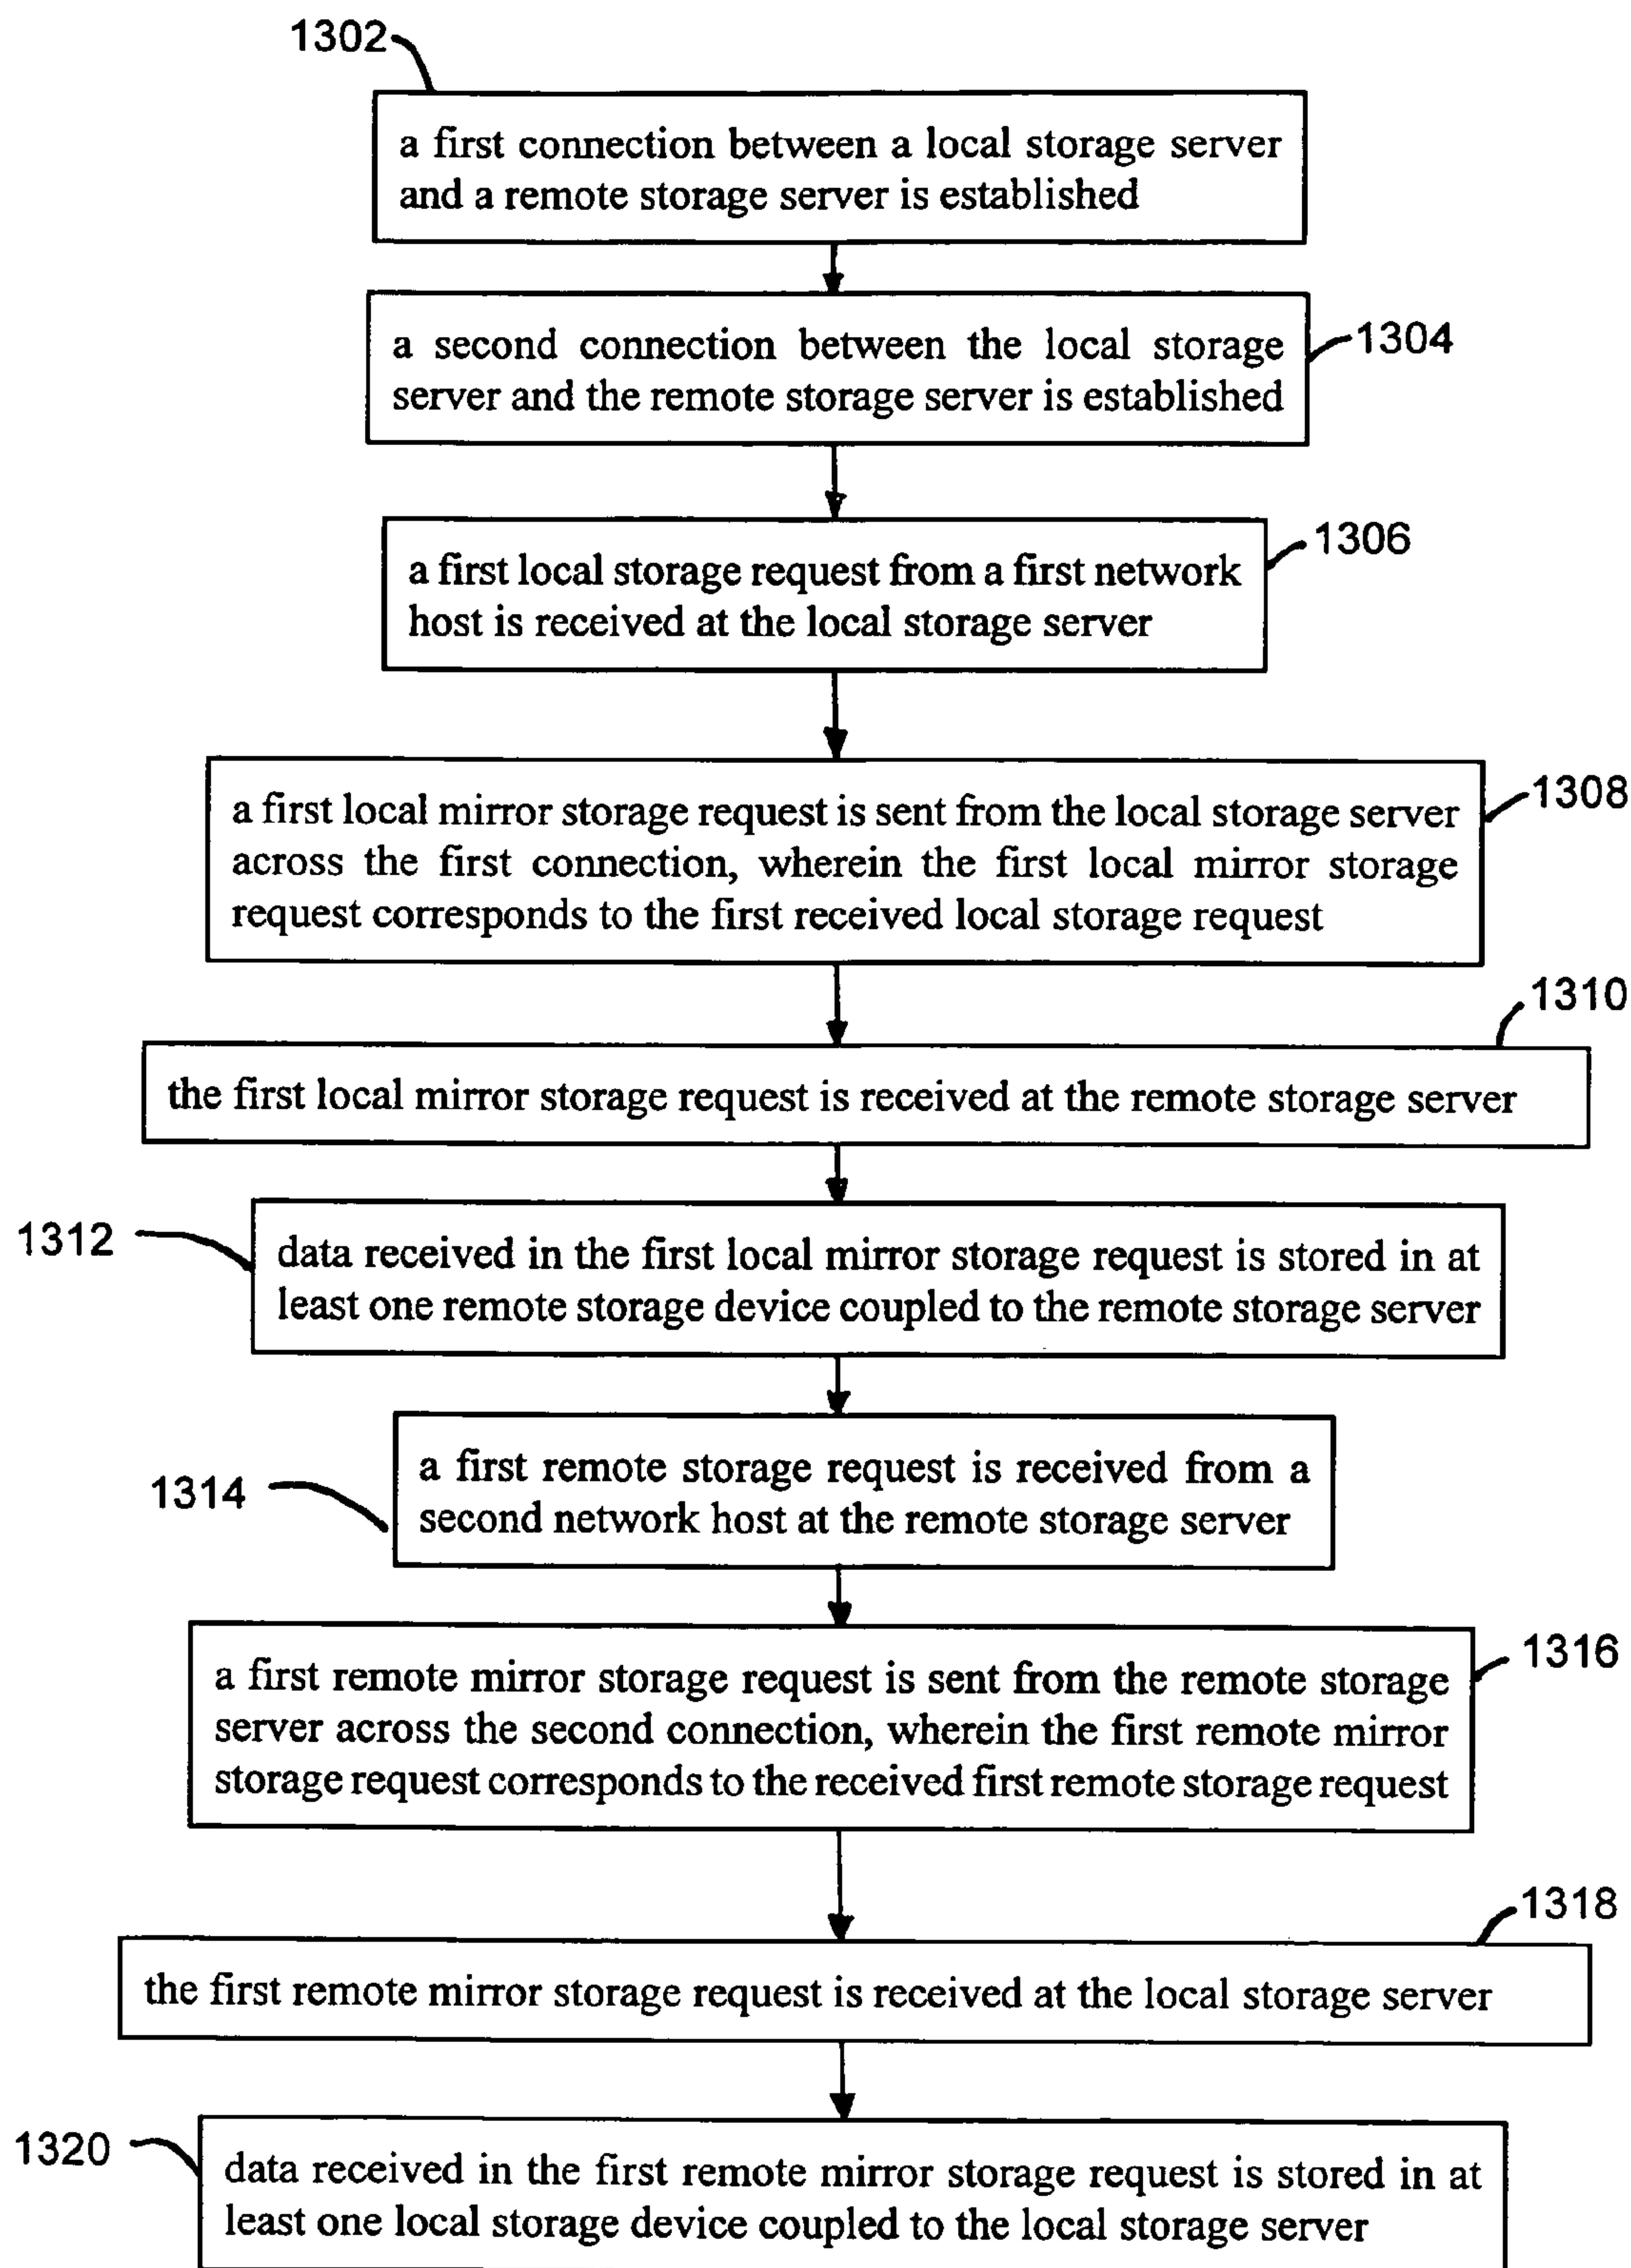 1302
a first connection between a local storage server
and a remote storage server is established
a second connection between the local storage
server and the remote storage server is established
1304
a first local storage request from a first network
host is received at the local storage server
1306
a first local mirror storage request is sent from the local storage server
across the first connection, wherein the first local mirror storage
request corresponds to the first received local storage request
1308
1310
the first local mirror storage request is received at the remote storage server
1312
data received in the first local mirror storage request is stored in at
least one remote storage device coupled to the remote storage server
1314
a first remote storage request is received from a
second network host at the remote storage server
1316
a first remote mirror storage request is sent from the remote storage
server across the second connection, wherein the first remote mirror
storage request corresponds to the received first remote storage request
1318
the first remote mirror storage request is received at the local storage server
1320
data received in the first remote mirror storage request is stored in at
least one local storage device coupled to the local storage server